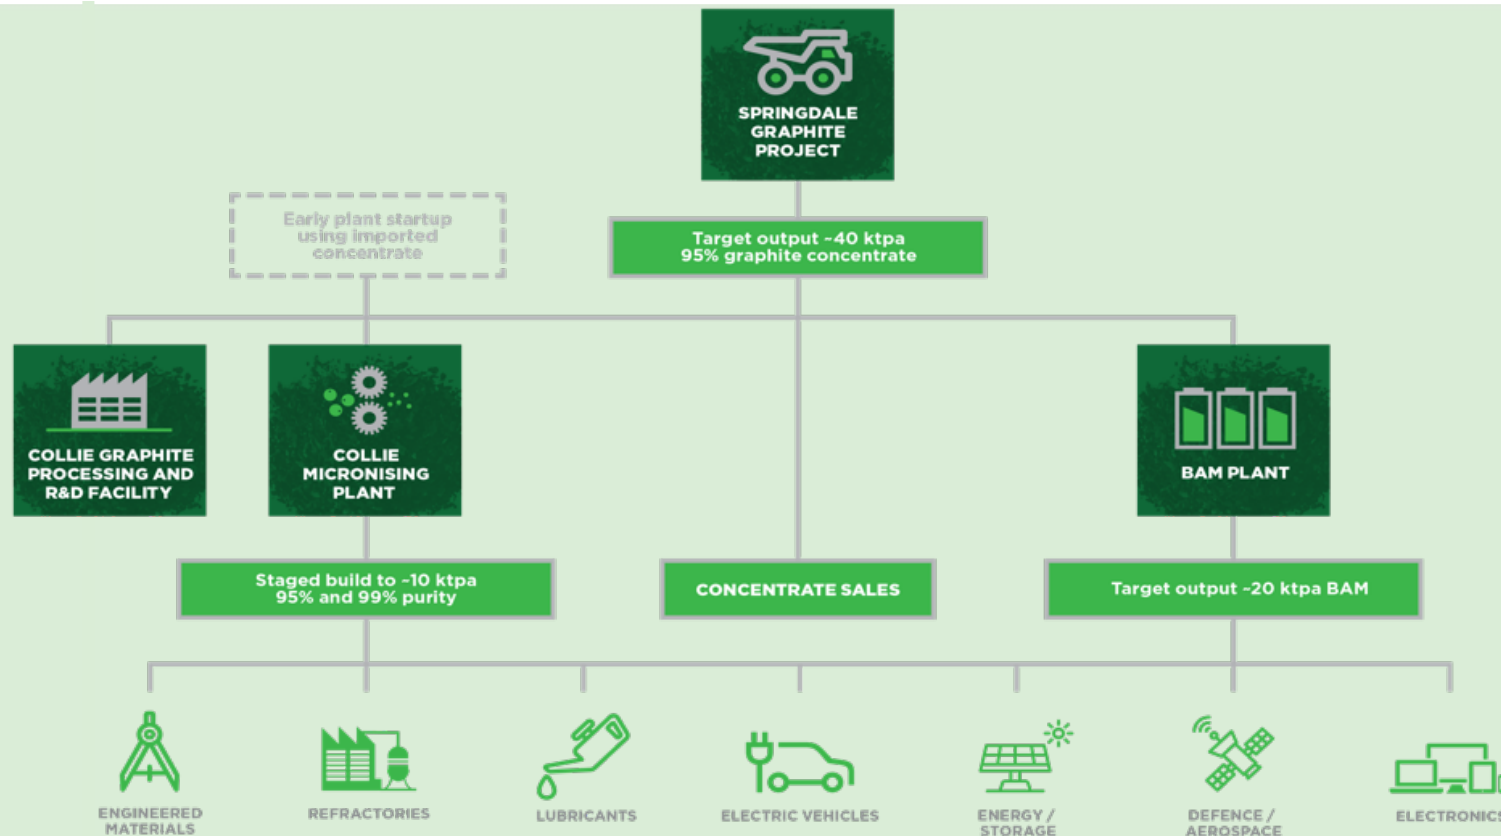 SPRINGDALE
GRAPHITE
PROJECT
Early plant startup
using imported
concentrate
Target output ~40 ktpa
95% graphite concentrate
COLLIE GRAPHITE
PROCESSING AND
R&D FACILITY
COLLIE
MICRONISING
PLANT
BAM PLANT
Staged build to ~10 ktpa
95% and 99% purity
CONCENTRATE SALES
Target output ~20 ktpa BAM
ENGINEERED
MATERIALS
REFRACTORIES
LUBRICANTS
ELECTRIC VEHICLES
ENERGY /
STORAGE
DEFENCE /
AEROSPACE
ELECTRONICS